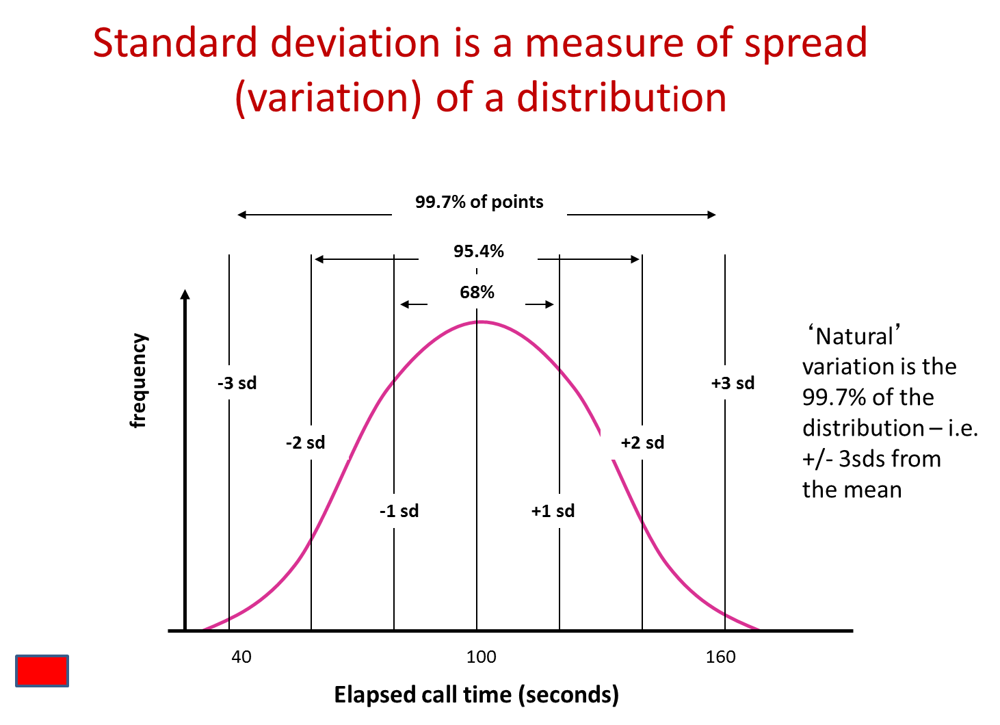 Standard deviation is a measure of spread
(variation) of a distribution
99.7% of points
95.4%
68%
frequency
-3 sd
+3 sd
-2 sd
+2 sd
-1 sd
+1 sd
‘Natural’
variation is the
99.7% of the
distribution – i.e.
+/- 3sds from
the mean
40
100
160
Elapsed call time (seconds)